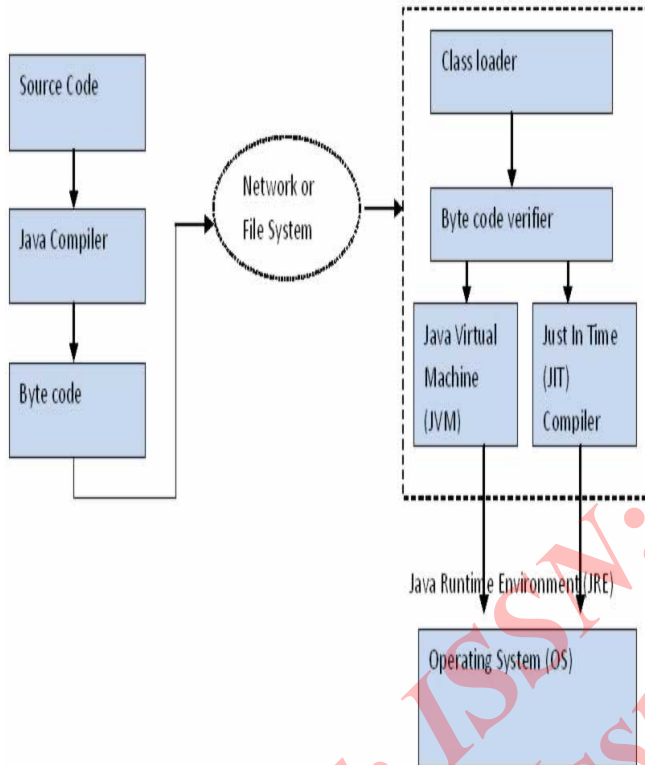 Source Code
Java Compiler
Byte code
Network or
File System
Class loader
Byte code verifier
Java Virtual
Machine
(JVM)
Just In Time
(JIT)
Compiler
Java Runtime Environment (JRE)
Operating System (OS)
ISSN: